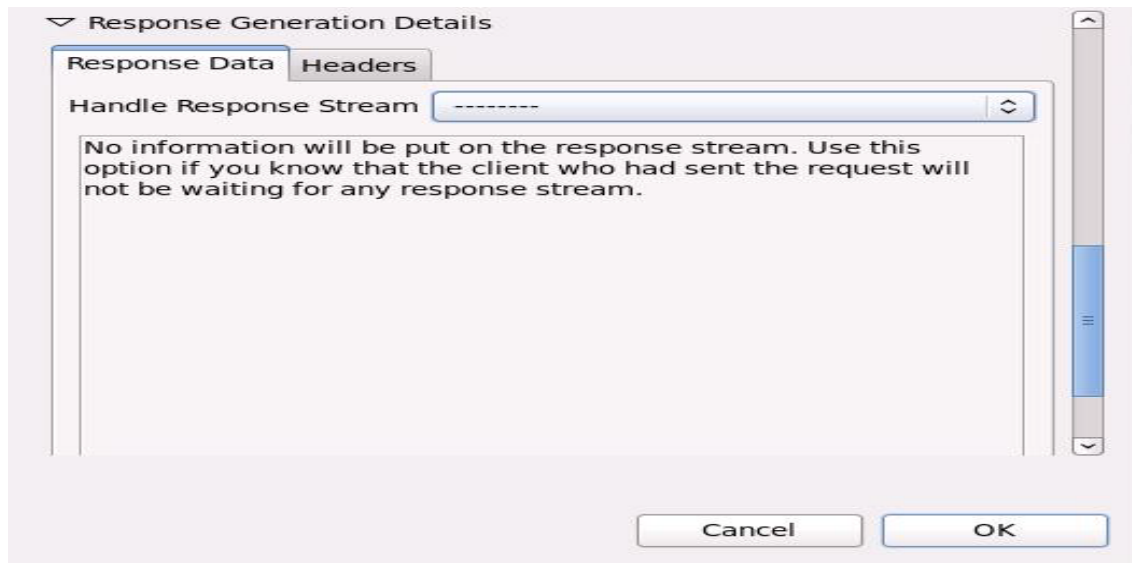 Response Generation Details
Response Data Headers
Handle Response Stream --------
No information will be put on the response stream. Use this
option if you know that the client who had sent the request will
not be waiting for any response stream.
Cancel OK